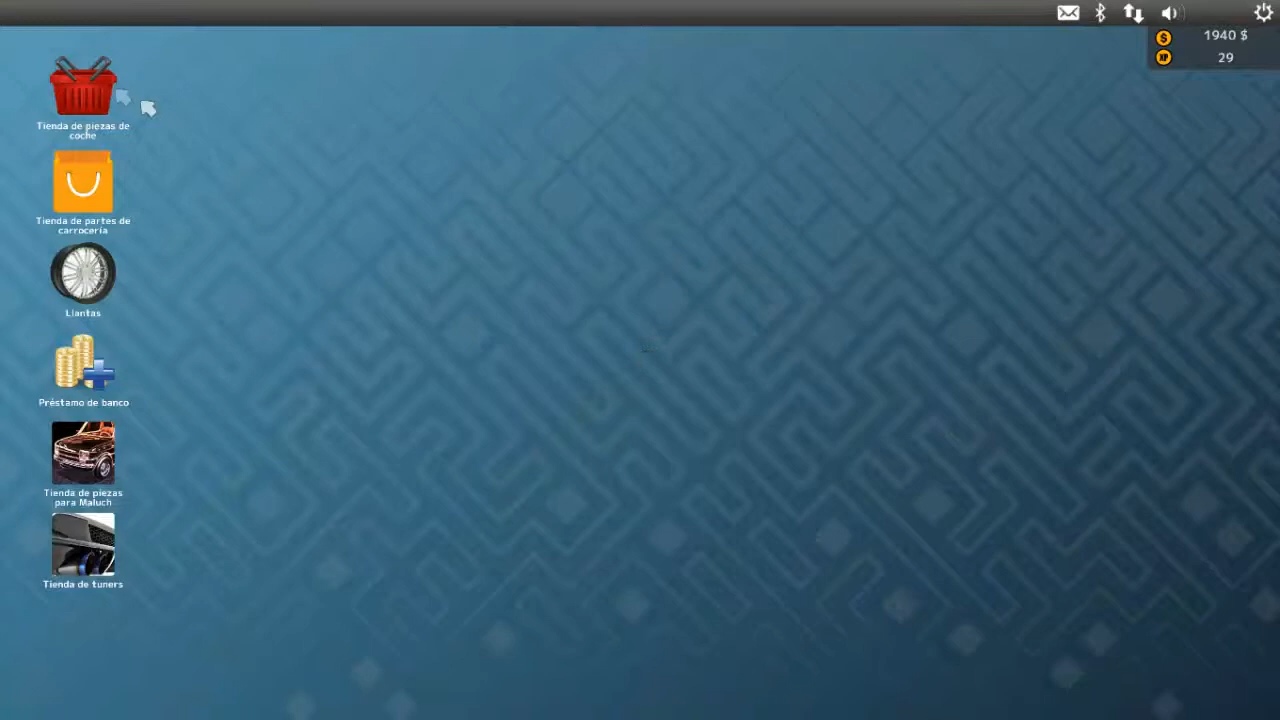 1940 $
29
Tienda de piezas de
coche
Tienda de partes de
carrocería
Llantas
Préstamo de banco
Tienda de piezas
para Maluch
Tienda de tuners
$
XP